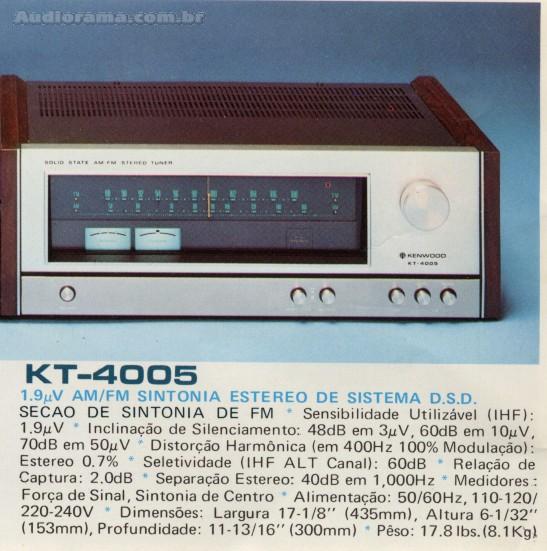 Audiorama.com.br
SOLID STATE AM-FM STEREO TUNER
FM
AM
FM
AM
KENWOOD
KT-4005
KT-4005
1.9µV AM/FM SINTONIA ESTEREO DE SISTEMA D.S.D.
SECAO DE SINTONIA DE FM * Sensibilidade Utilizável (IHF):
1.9µV * Inclinação de Silenciamento: 48dB em 3µV, 60dB em 10µV,
70dB em 50µV * Distorção Harmônica (em 400Hz 100% Modulação):
Estereo 0.7% * Seletividade (IHF ALT Canal): 60dB * Relação de
Captura: 2.0dB * Separação Estereo: 40dB em 1,000Hz * Medidores:
Força de Sinal, Sintonia de Centro * Alimentação: 50/60Hz, 110-120/
220-240V * Dimensões: Largura 17-1/8" (435mm), Altura 6-1/32"
(153mm), Profundidade: 11-13/16" (300mm) * Pêso: 17.8 lbs.(8.1Kg)